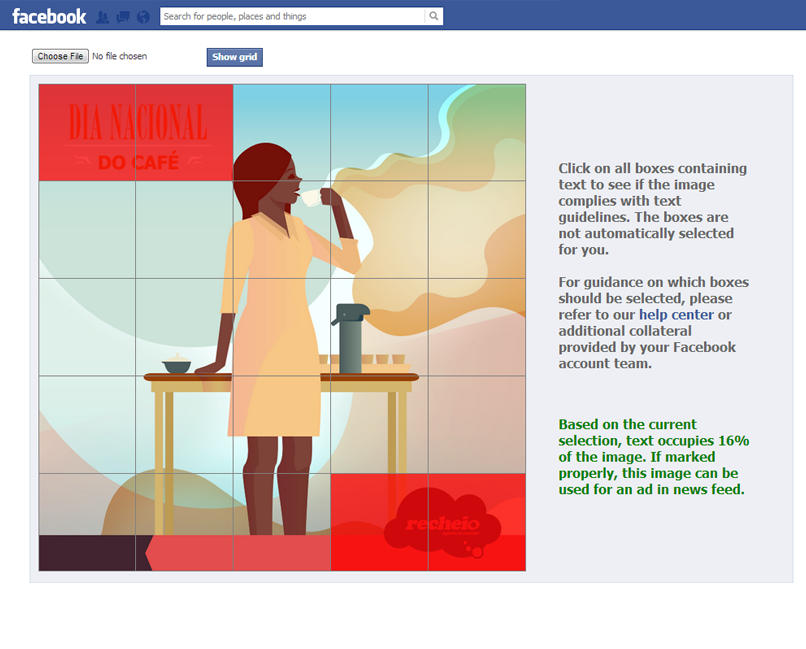 facebook
Search for people, places and things
Choose File No file chosen
Show grid
DIA NACIONAL
DO CAFÉ
Click on all boxes containing
text to see if the image
complies with text
guidelines. The boxes are
not automatically selected
for you.
For guidance on which boxes
should be selected, please
refer to our help center or
additional collateral
provided by your Facebook
account team.
Based on the current
selection, text occupies 16%
of the image. If marked
properly, this image can be
used for an ad in news feed.
recheio